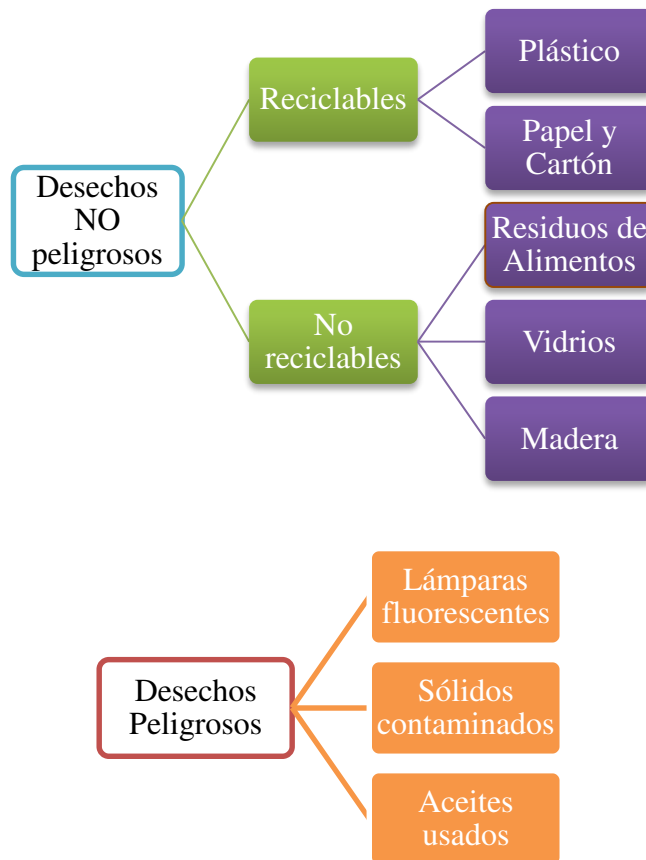 Desechos
NO
peligrosos
Reciclables
Plástico
Papel y
Cartón
No
reciclables
Residuos de
Alimentos
Vidrios
Madera
Desechos
Peligrosos
Lámparas
fluorescentes
Sólidos
contaminados
Aceites
usados